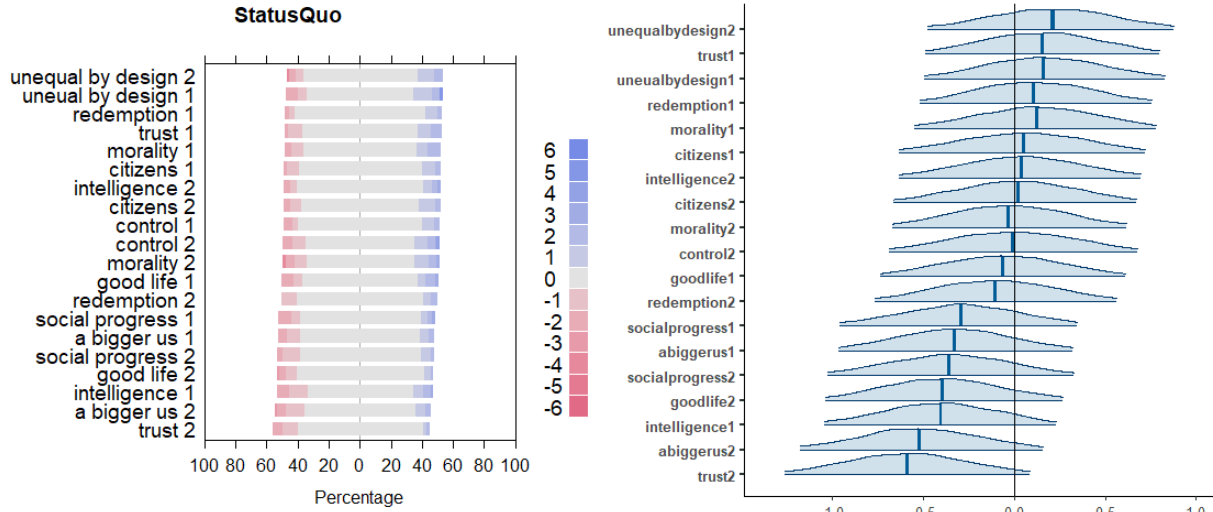 StatusQuo
unequal by design 2
uneual by design 1
redemption 1
trust 1
morality 1
citizens 1
intelligence 2
citizens 2
control 1
control 2
morality 2
good life 1
redemption 2
social progress 1
a bigger us 1
social progress 2
good life 2
intelligence 1
a bigger us 2
trust 2
100 80 60 40 20 0 20 40 60 80 100
Percentage
6
5
4
3
2
1
0
-1
-2
-3
-4
-5
-6
unequalbydesign2
trust1
uneualbydesign1
redemption1
morality1
citizens1
intelligence2
citizens2
morality2
control2
goodlife1
redemption2
socialprogress1
abiggerus1
socialprogress2
goodlife2
intelligence1
abiggerus2
trust2